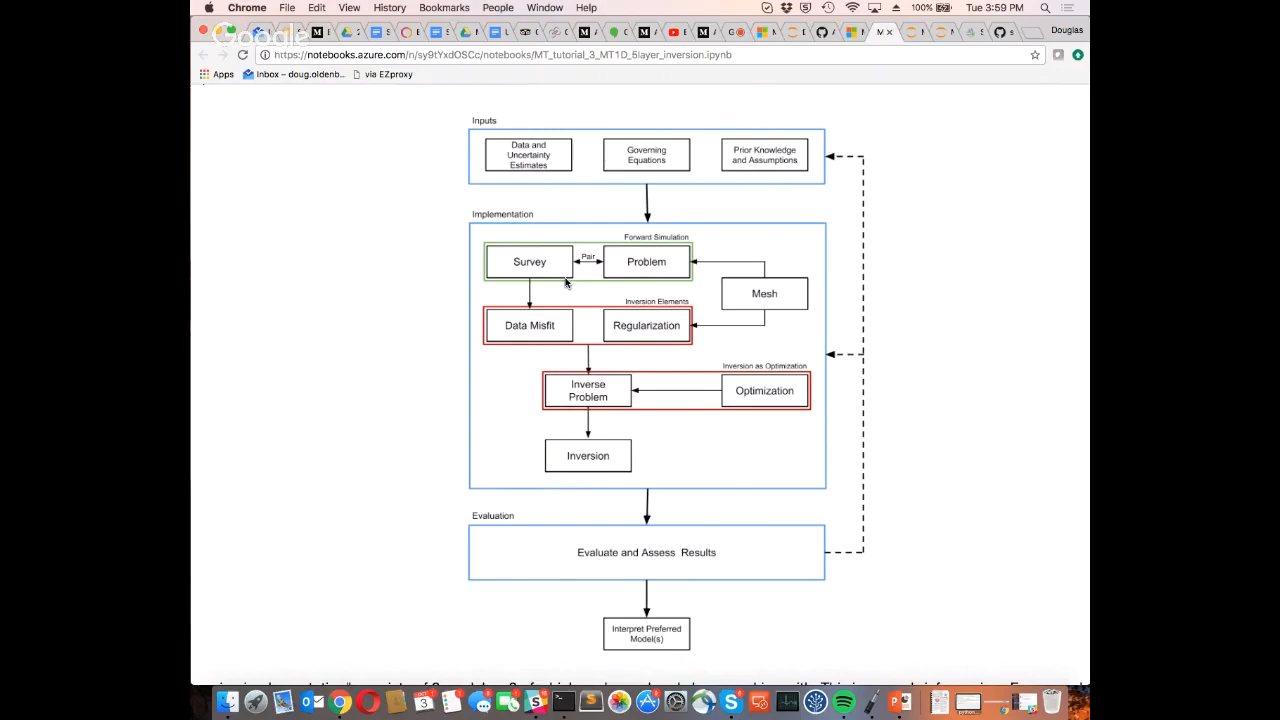 Chrome File Edit View History Bookmarks People Window Help
100% Tue 3:59 PM
Google
Douglas
https://notebooks.azure.com/n/sy9tYxdOSCc/notebooks/MT_tutorial_3_MT1D_5layer_inversion.ipynb
Apps Inbox – doug.oldenb... via EZproxy
Inputs
Data and
Uncertainty
Estimates
Governing
Equations
Prior Knowledge
and Assumptions
Implementation
Forward Simulation
Survey
Pair
Problem
Mesh
Inversion Elements
Data Misfit
Regularization
Inversion as Optimization
Inverse
Problem
Optimization
Inversion
Evaluation
Evaluate and Assess Results
Interpret Preferred
Model(s)